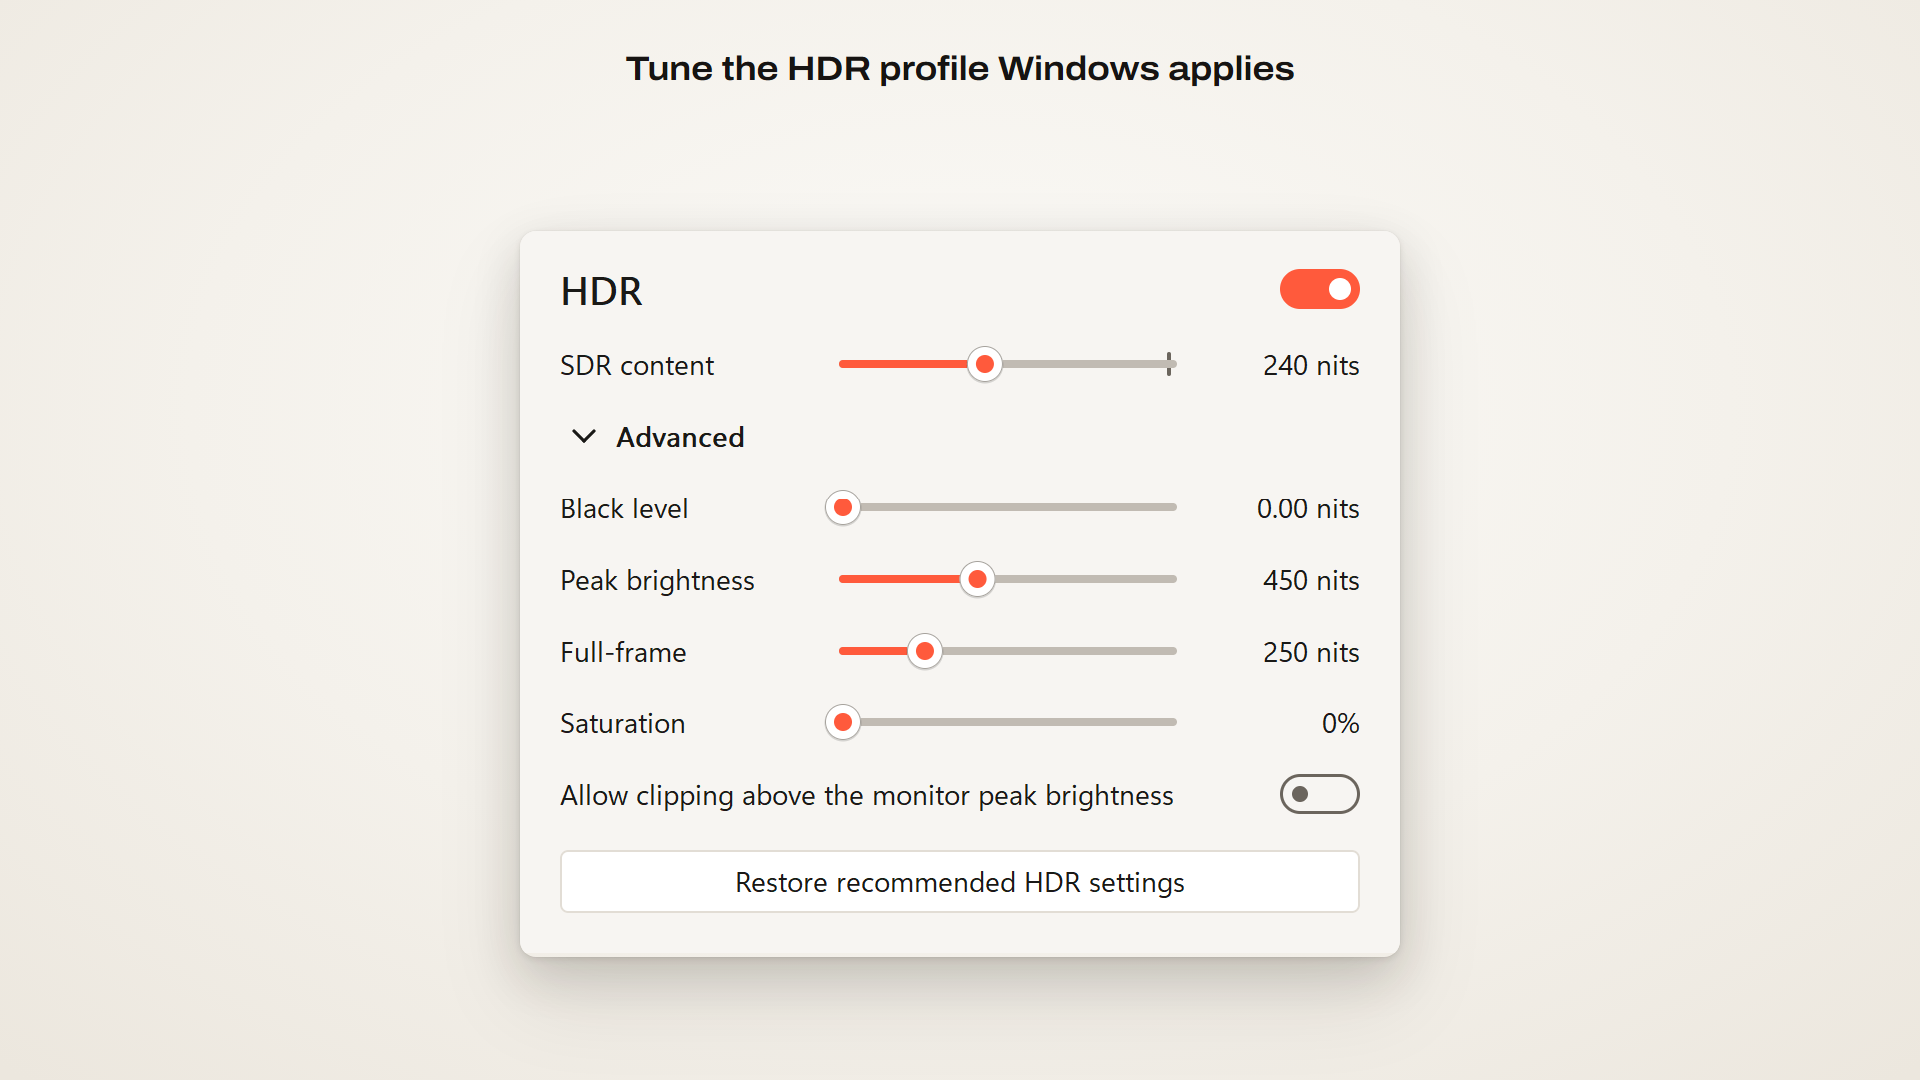 Tune the HDR profile Windows applies
HDR
SDR content 240 nits
Advanced
Black level 0.00 nits
Peak brightness 450 nits
Full-frame 250 nits
Saturation 0%
Allow clipping above the monitor peak brightness
Restore recommended HDR settings